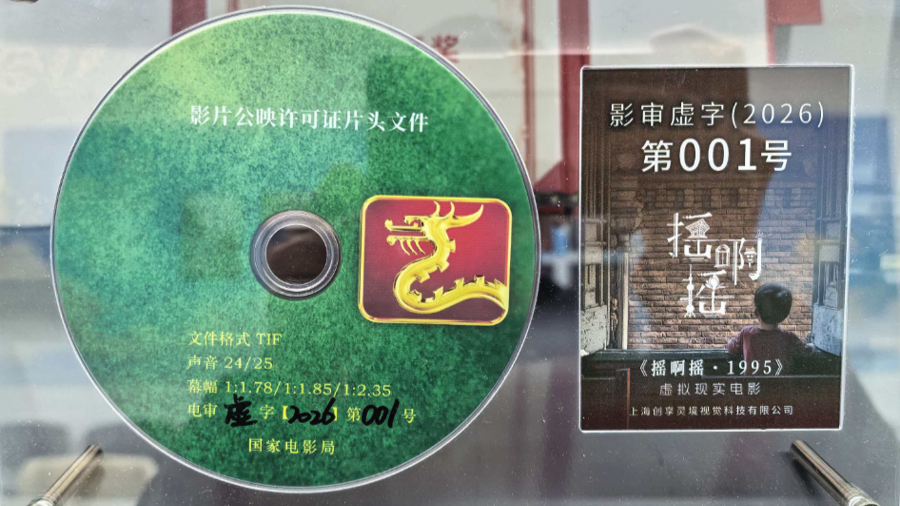 影片公映许可证片头文件
文件格式 TIF
声音 24/25
幕幅 1:1.78/1:1.85/1:2.35
电审 虚 字【2026】第001号
国家电影局
影审虚字(2026)
第001号
摇啊摇
《摇啊摇·1995》
虚拟现实电影
上海创享灵境视觉科技有限公司